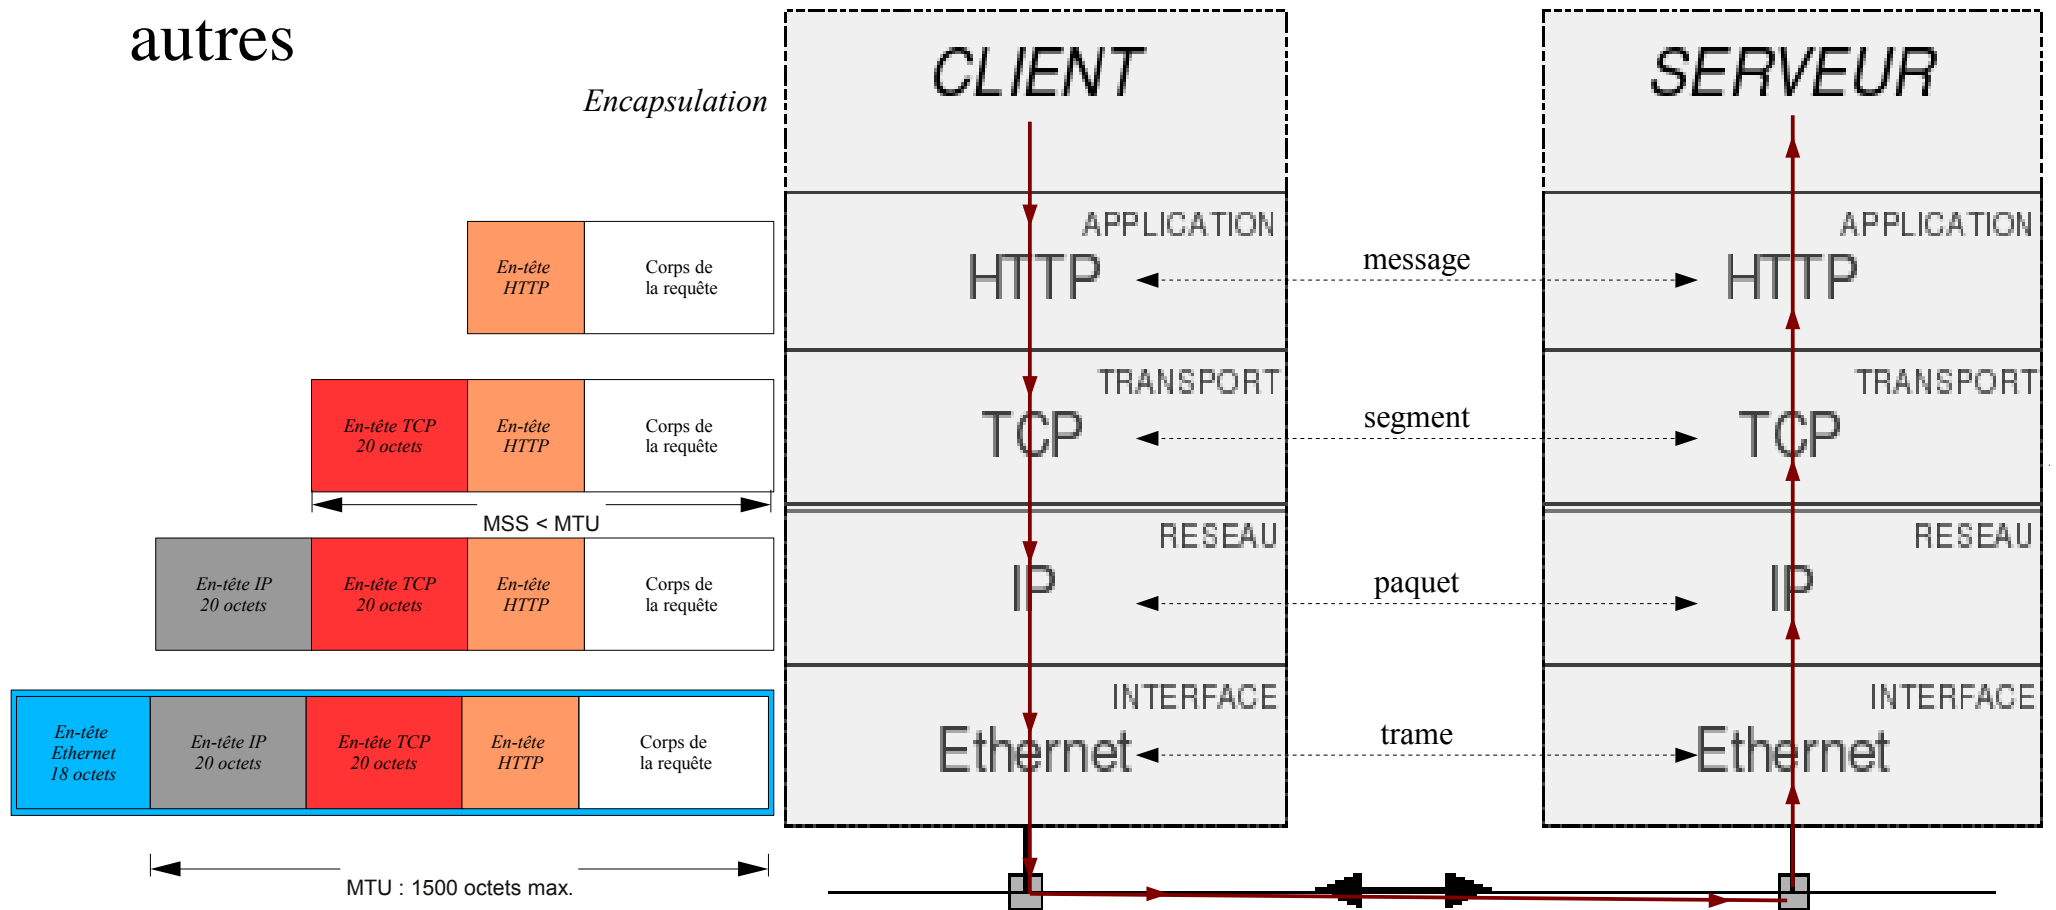 autres
Encapsulation
CLIENT
SERVEUR
APPLICATION
APPLICATION
En-tête
HTTP
Corps de
la requête
HTTP
message
HTTP
TRANSPORT
TRANSPORT
En-tête TCP
20 octets
En-tête
HTTP
Corps de
la requête
TCP
segment
TCP
MSS < MTU
RESEAU
RESEAU
En-tête IP
20 octets
En-tête TCP
20 octets
En-tête
HTTP
Corps de
la requête
IP
paquet
IP
INTERFACE
INTERFACE
En-tête
Ethernet
18 octets
En-tête IP
20 octets
En-tête TCP
20 octets
En-tête
HTTP
Corps de
la requête
Ethernet
trame
Ethernet
MTU : 1500 octets max.